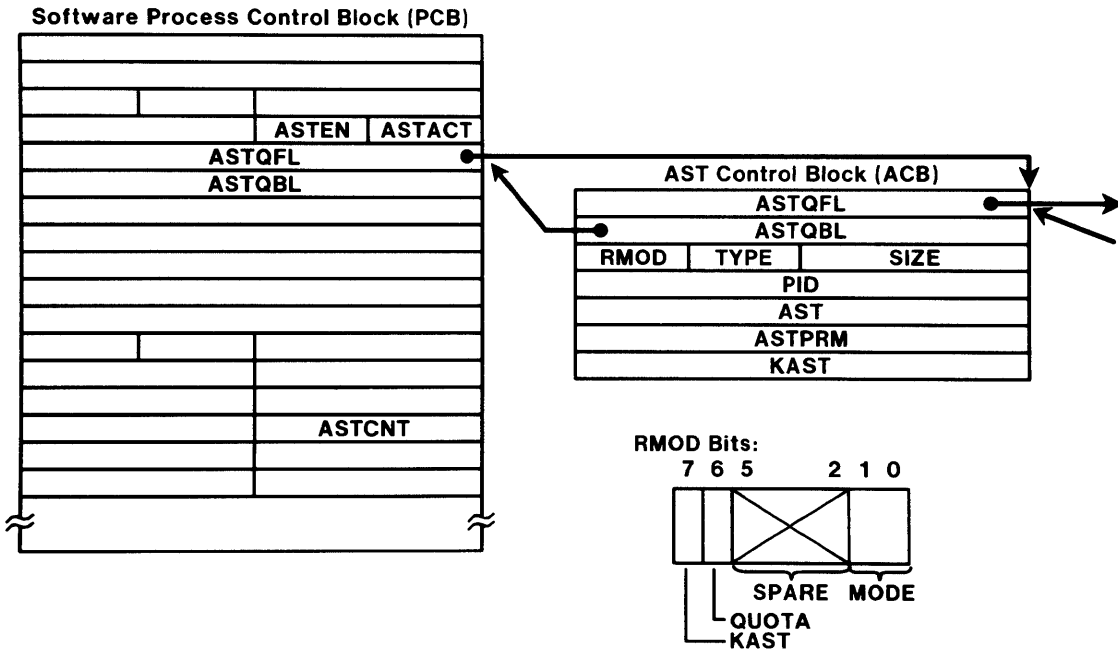 Software Process Control Block (PCB)
ASTEN ASTACT
ASTQFL
ASTQBL
ASTCNT
AST Control Block (ACB)
ASTQFL
ASTQBL
RMOD TYPE SIZE
PID
AST
ASTPRM
KAST
RMOD Bits:
7 6 5 2 1 0
SPARE MODE
QUOTA
KAST